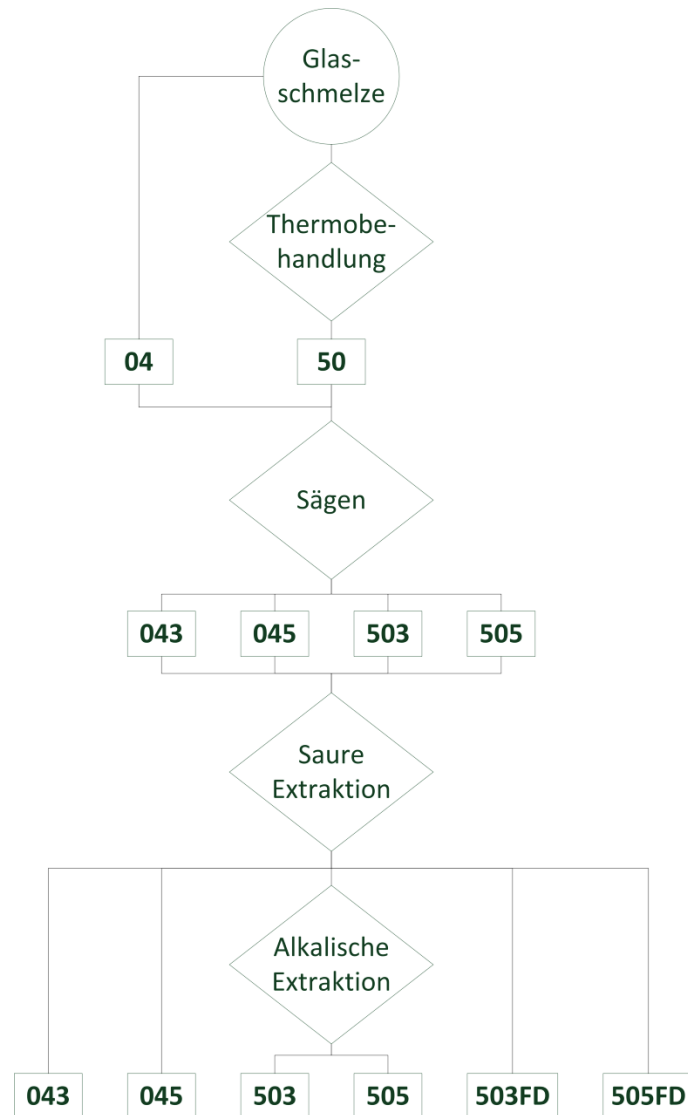 Glas-
schmelze
Thermobe-
handlung
04
50
Sägen
043
045
503
505
Saure
Extraktion
Alkalische
Extraktion
043
045
503
505
503FD
505FD